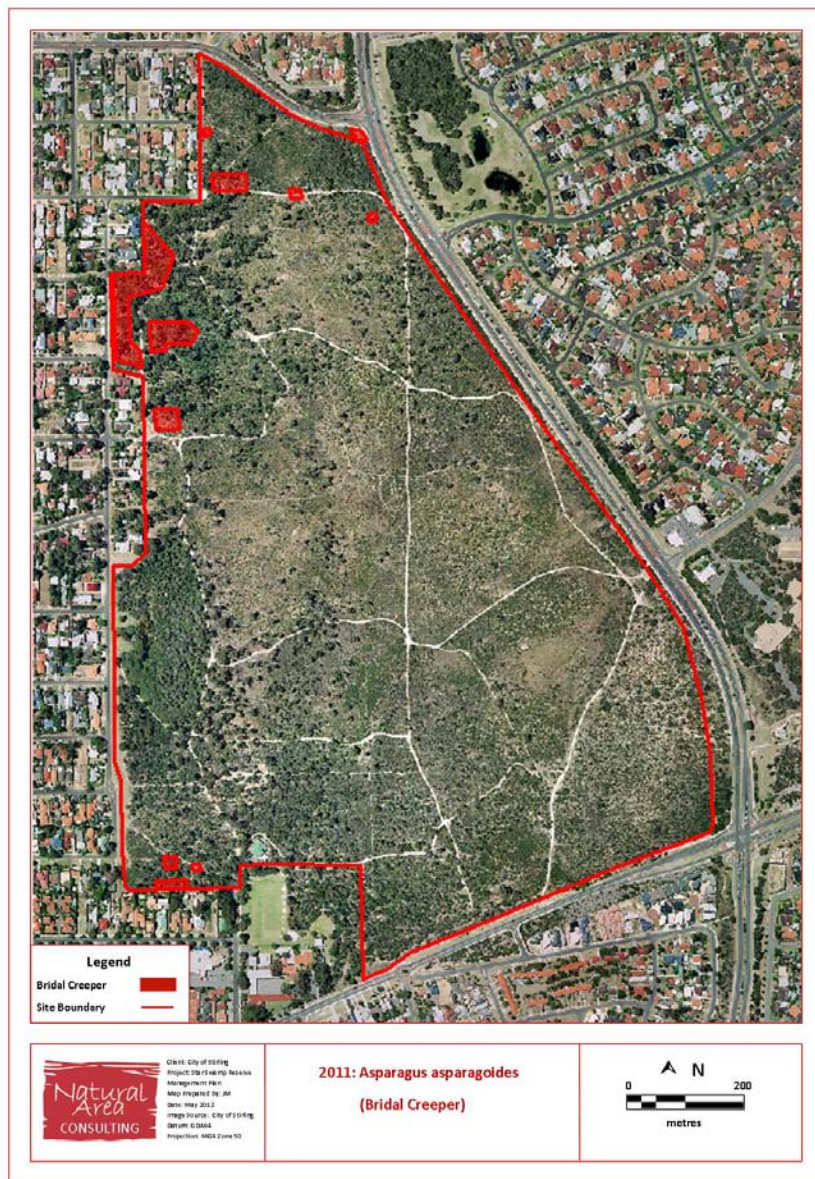 Legend
Bridal Creeper
Site Boundary
Natural
Area
CONSULTING
Client: City of Stirling
Project: Star Swamp Reserve
Management Plan
Map Prepared by: JM
Date: May 2012
Image Source: City of Stirling
Datum: GDA94
Projection: MGA Zone 50
2011: Asparagus asparagoides
(Bridal Creeper)
N
0 200
metres